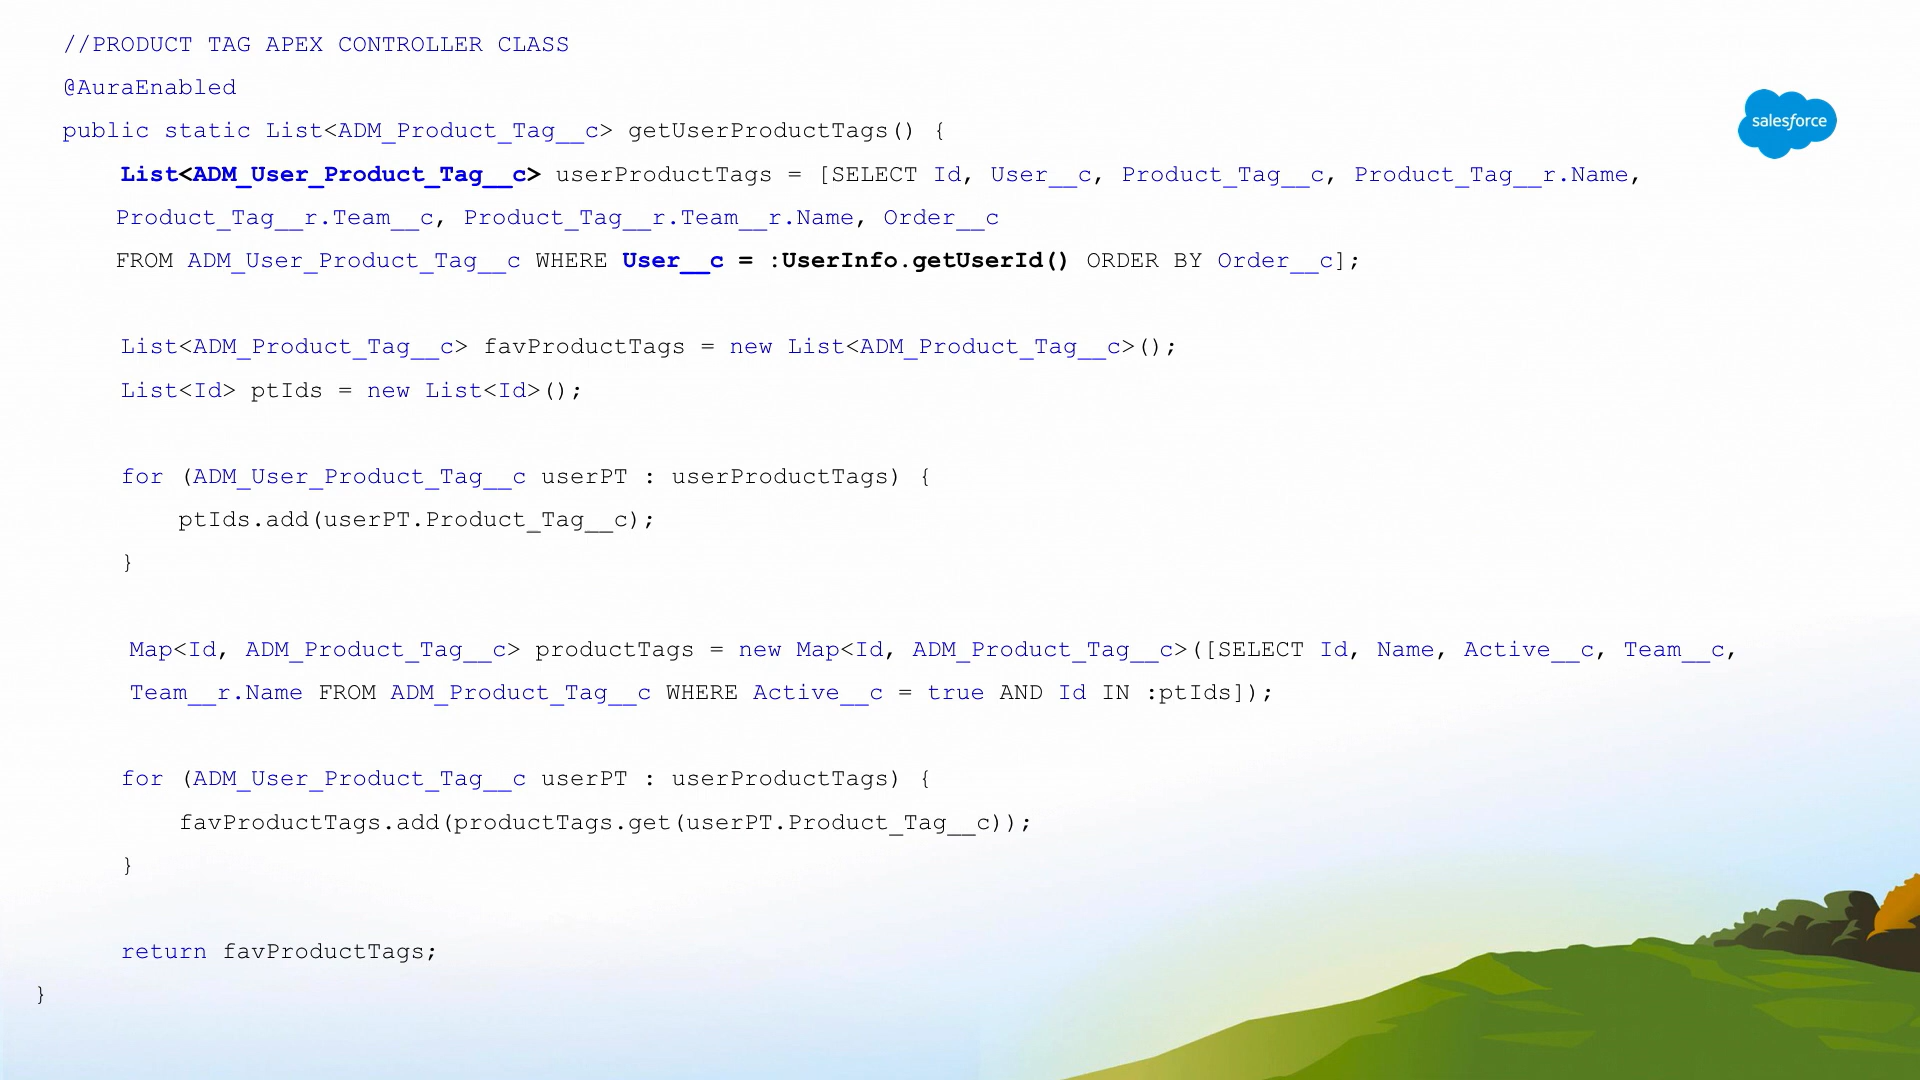 //PRODUCT TAG APEX CONTROLLER CLASS
@AuraEnabled
public static List<ADM_Product_Tag__c> getUserProductTags() {
List<ADM_User_Product_Tag__c> userProductTags = [SELECT Id, User__c, Product_Tag__c, Product_Tag__r.Name,
Product_Tag__r.Team__c, Product_Tag__r.Team__r.Name, Order__c
FROM ADM_User_Product_Tag__c WHERE User__c = :UserInfo.getUserId() ORDER BY Order__c];
List<ADM_Product_Tag__c> favProductTags = new List<ADM_Product_Tag__c>();
List<Id> ptIds = new List<Id>();
for (ADM_User_Product_Tag__c userPT : userProductTags) {
ptIds.add(userPT.Product_Tag__c);
}
Map<Id, ADM_Product_Tag__c> productTags = new Map<Id, ADM_Product_Tag__c>([SELECT Id, Name, Active__c, Team__c,
Team__r.Name FROM ADM_Product_Tag__c WHERE Active__c = true AND Id IN :ptIds]);
for (ADM_User_Product_Tag__c userPT : userProductTags) {
favProductTags.add(productTags.get(userPT.Product_Tag__c));
}
return favProductTags;
}
salesforce